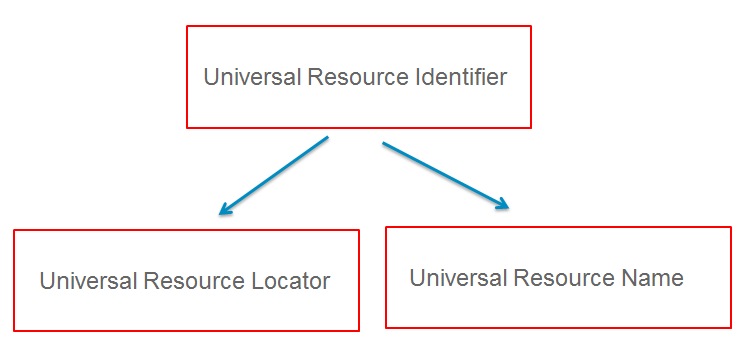 Universal Resource Identifier
Universal Resource Locator
Universal Resource Name